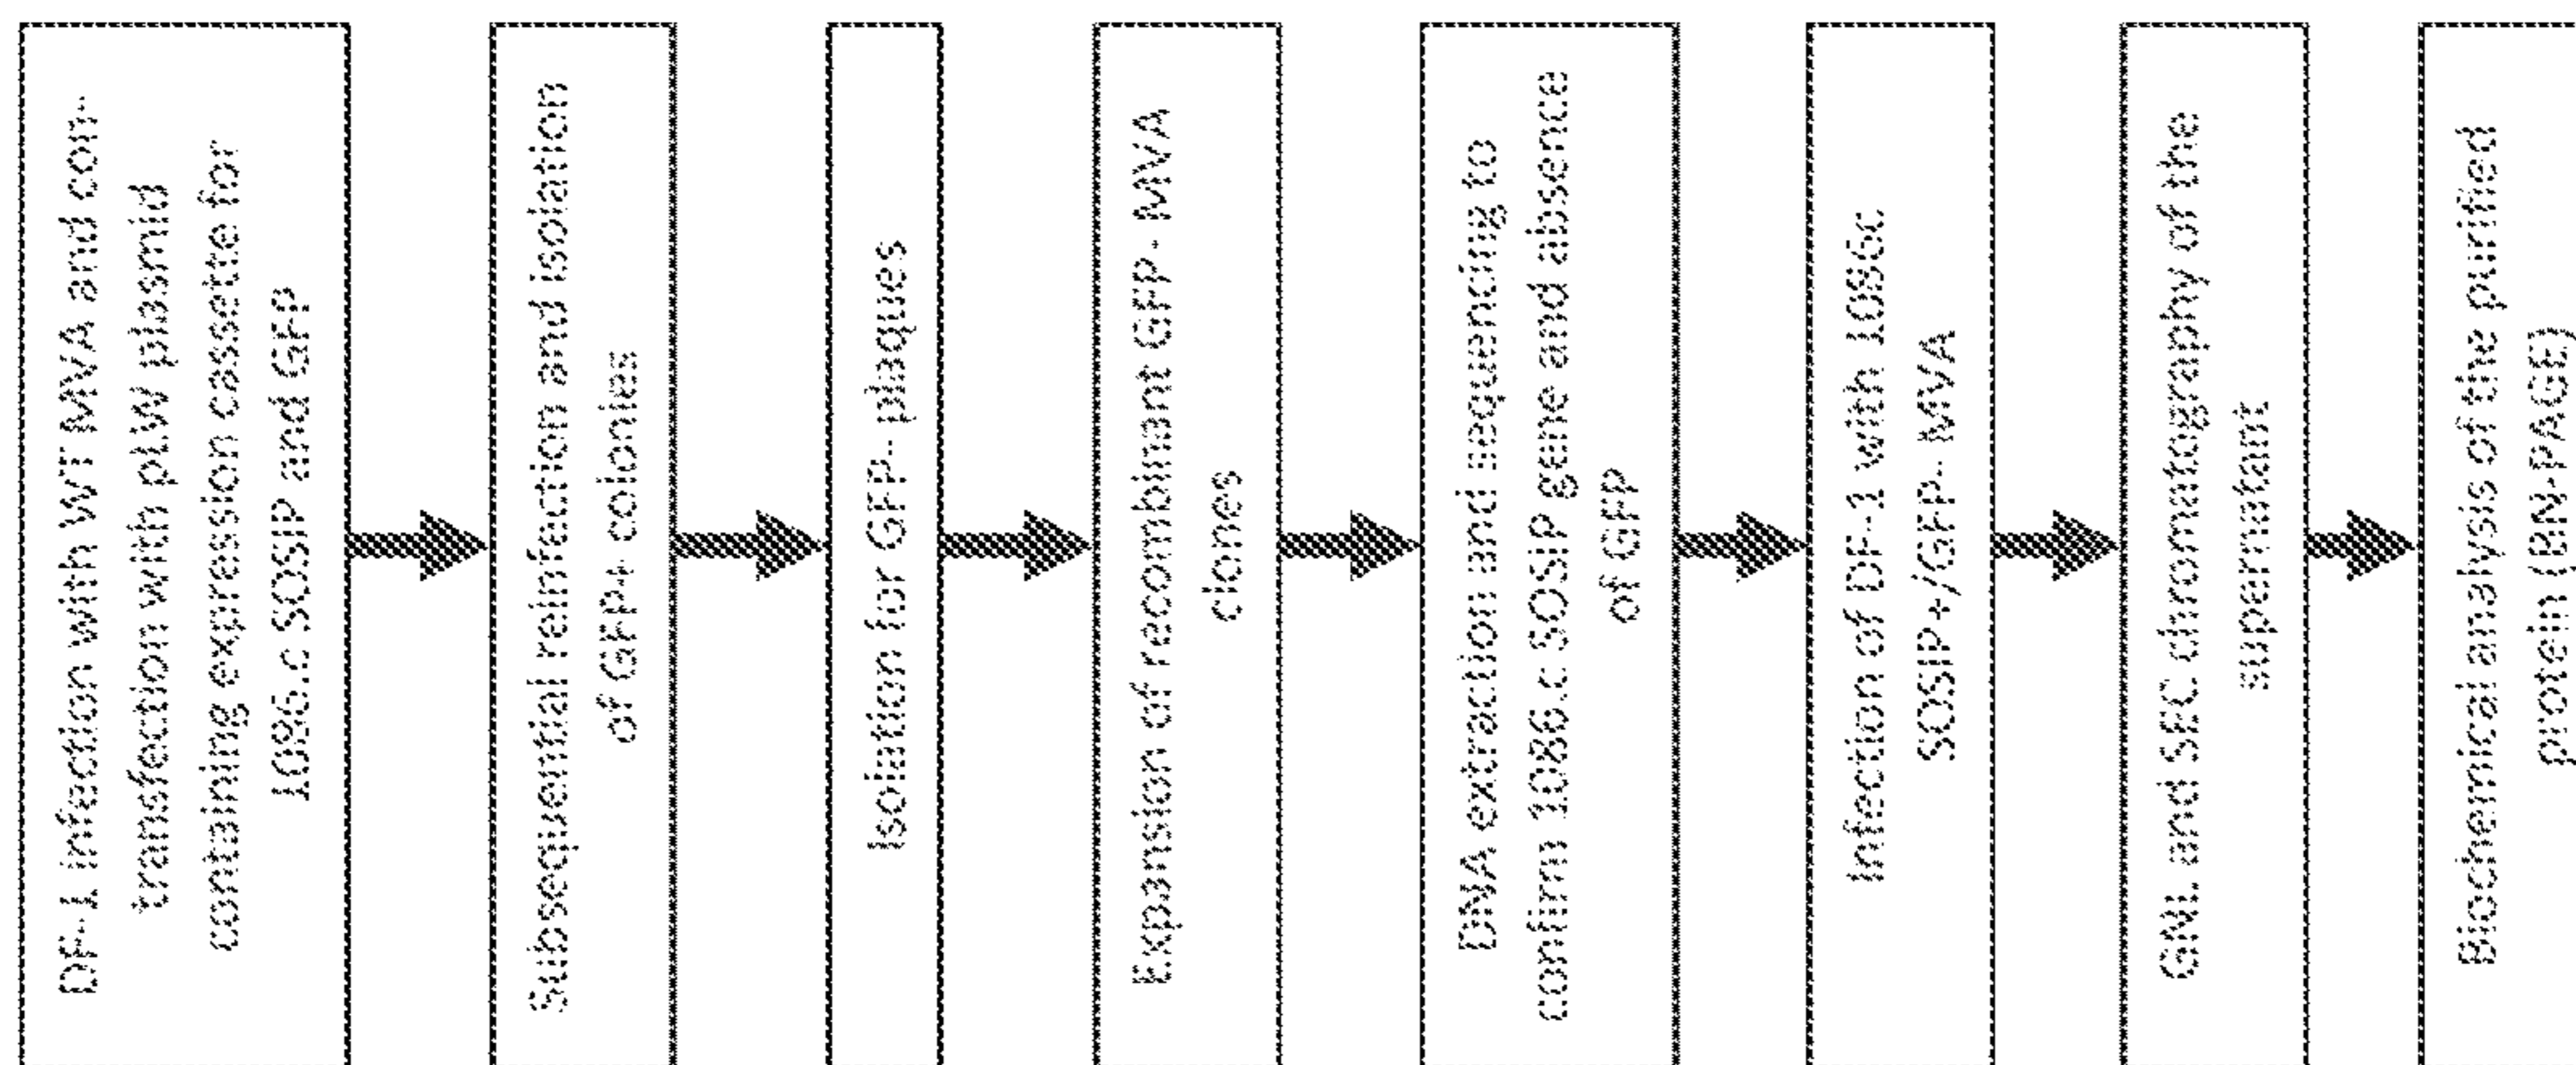 DF-1 infection with WT MVA and con-
transfection with pLW plasmid
containing expression cassette for
1086.c SOSIP and GFP
Subsequential reinfection and isolation
of GFP+ colonies
Isolation for GFP- plaques
Expansion of recombinant GFP- MVA
clones
DNA extraction and sequencing to
confirm 1086.c SOSIP gene and absence
of GFP
Infection of DF-1 with 1086c
SOSIP+/GFP- MVA
GNL and SEC chromatography of the
supernatant
Biochemical analysis of the purified
protein (BN-PAGE)